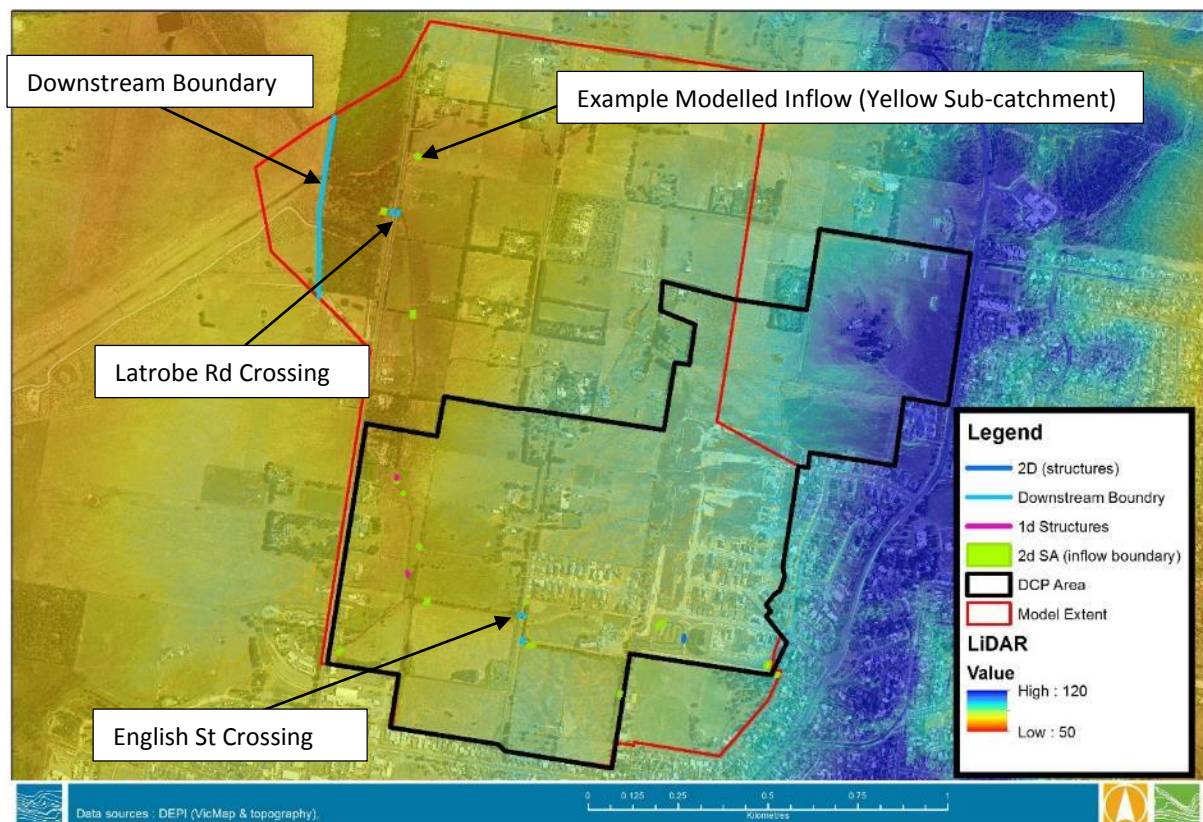 Downstream Boundary
Example Modelled Inflow (Yellow Sub-catchment)
Latrobe Rd Crossing
English St Crossing
Legend
2D (structures)
Downstream Boundry
1d Structures
2d SA (inflow boundary)
DCP Area
Model Extent
LiDAR
Value
High : 120
Low : 50
Data sources : DEPI (VicMap & topography),
0 0.125 0.25 0.5 0.75 1
Kilometres